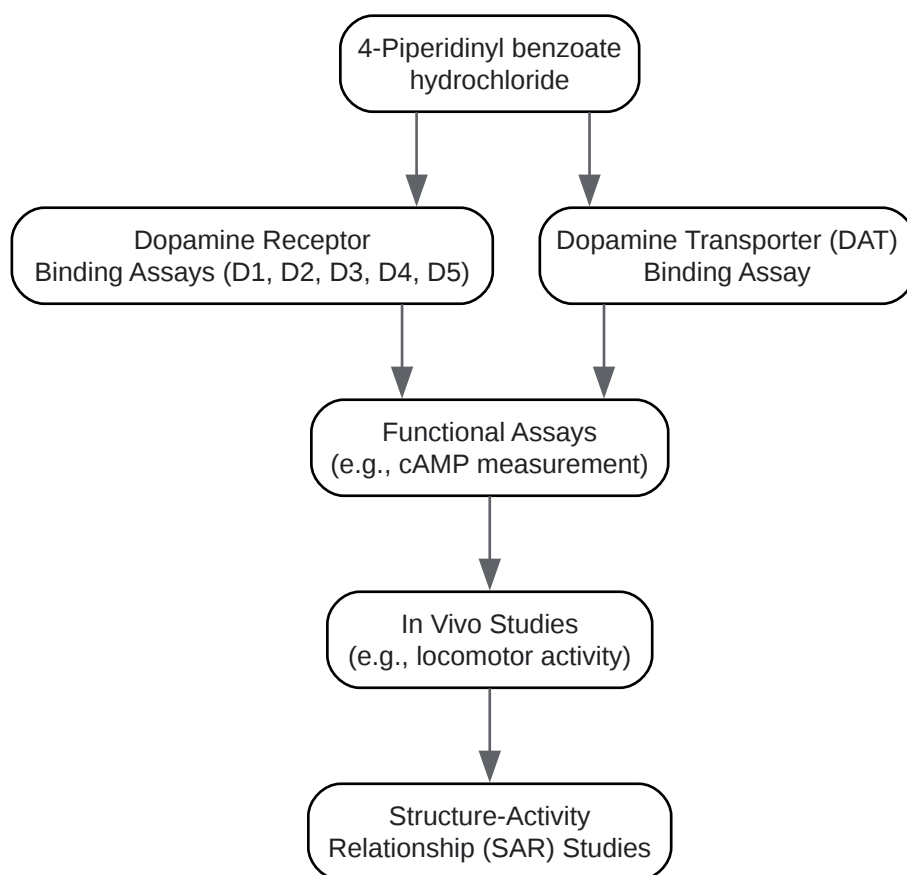 4-Piperidinyl benzoate
hydrochloride
Dopamine Receptor
Binding Assays (D1, D2, D3, D4, D5)
Dopamine Transporter (DAT)
Binding Assay
Functional Assays
(e.g., cAMP measurement)
In Vivo Studies
(e.g., locomotor activity)
Structure-Activity
Relationship (SAR) Studies